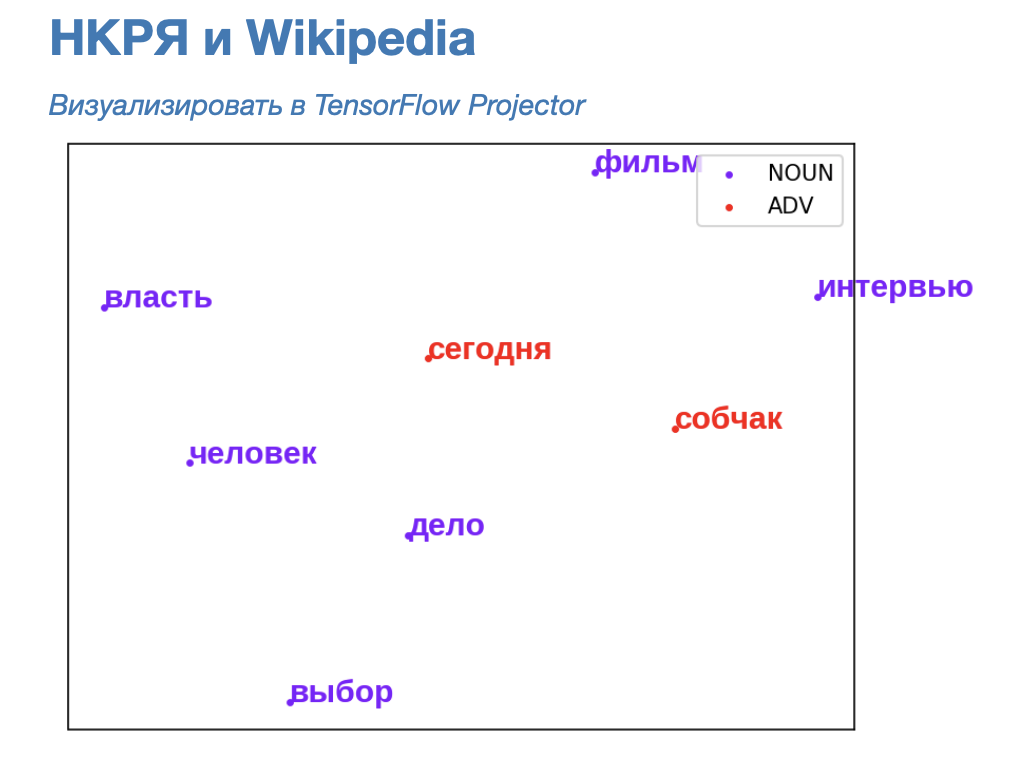 НКРЯ и Wikipedia
Визуализировать в TensorFlow Projector
фильм
NOUN
ADV
интервью
власть
сегодня
собчак
человек
дело
выбор